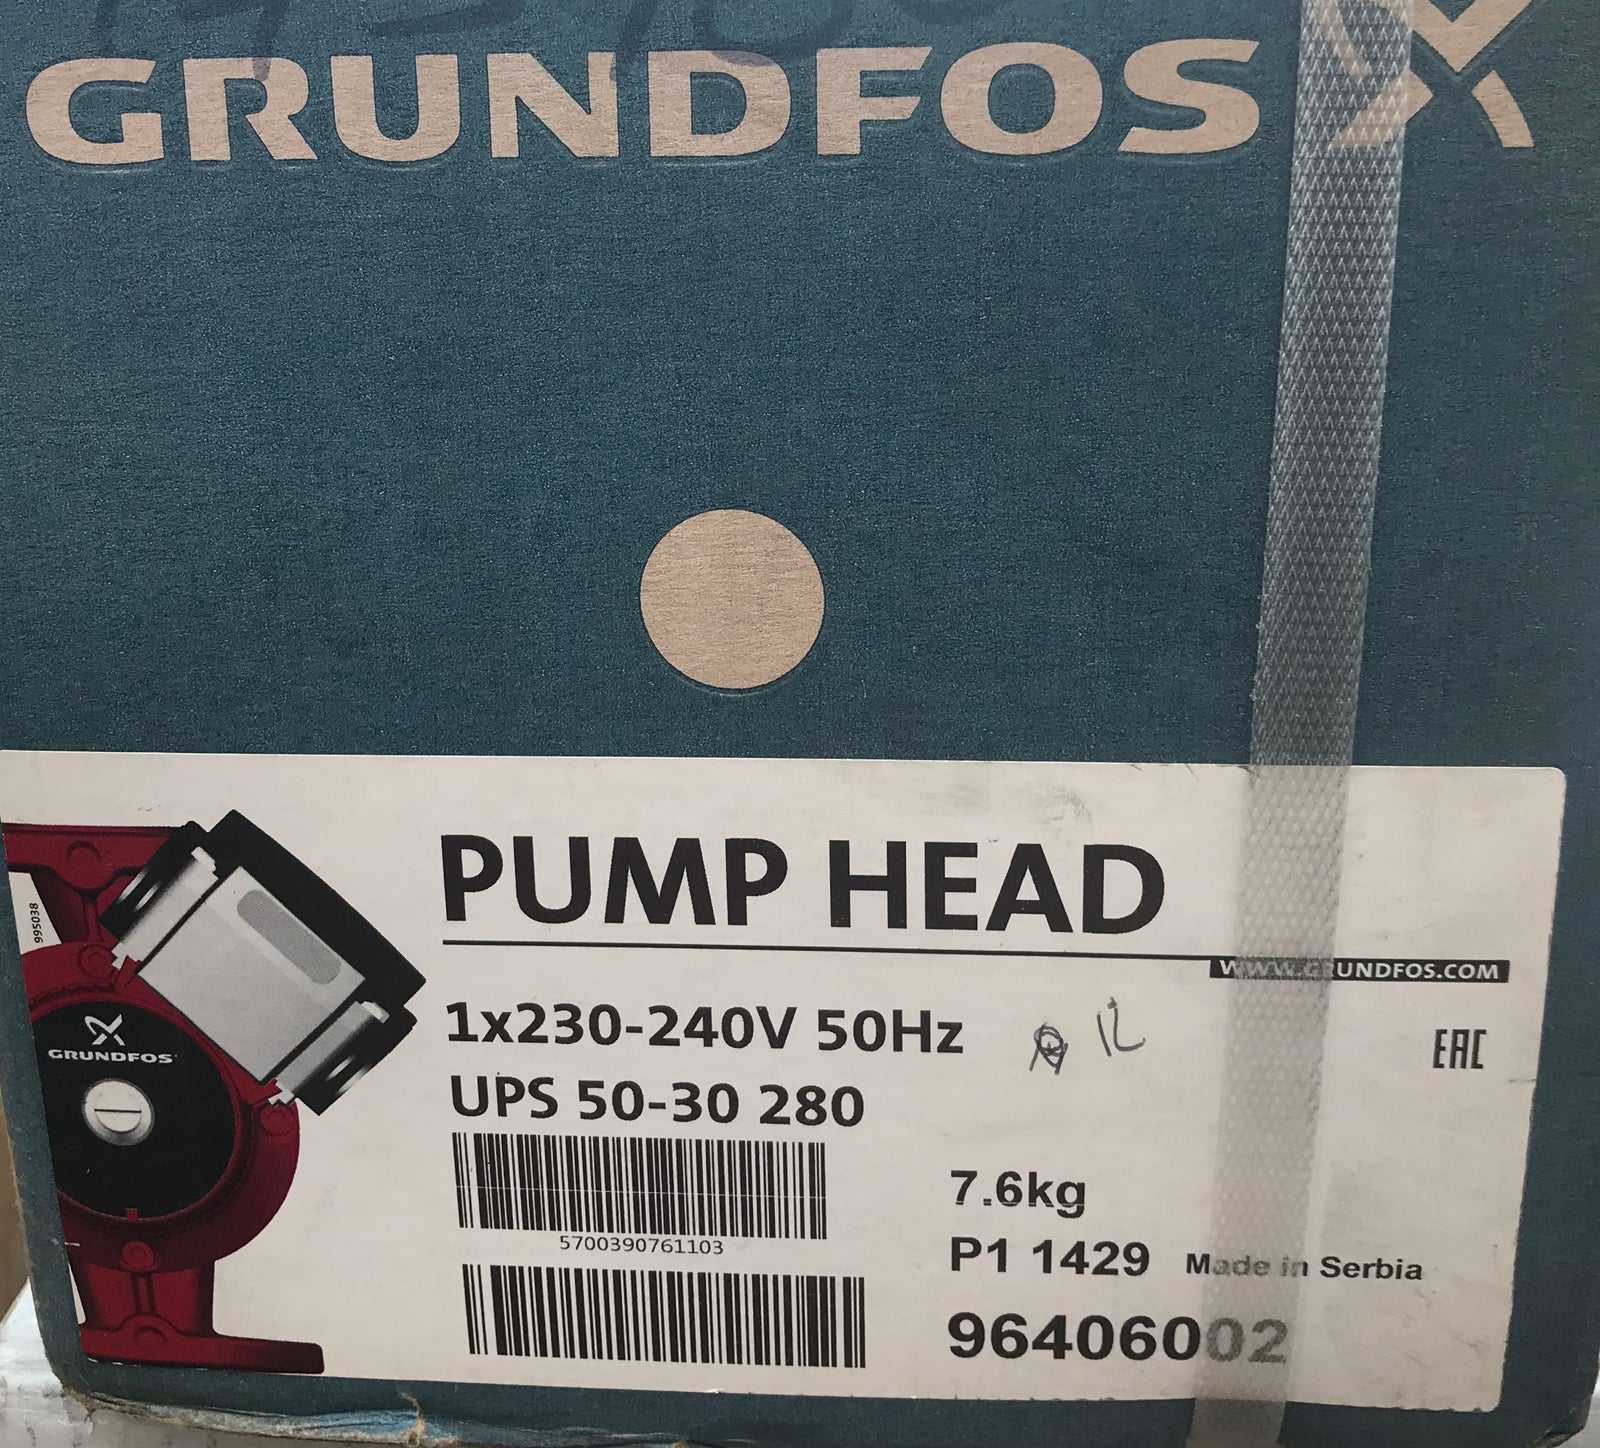 GRUNDFOS
PUMP HEAD
WWW.GRUNDFOS.COM
995038
GRUNDFOS
1x230-240V 50Hz
EAC
UPS 50-30 280
5700390761103
7.6kg
P1 1429 Made in Serbia
96406002